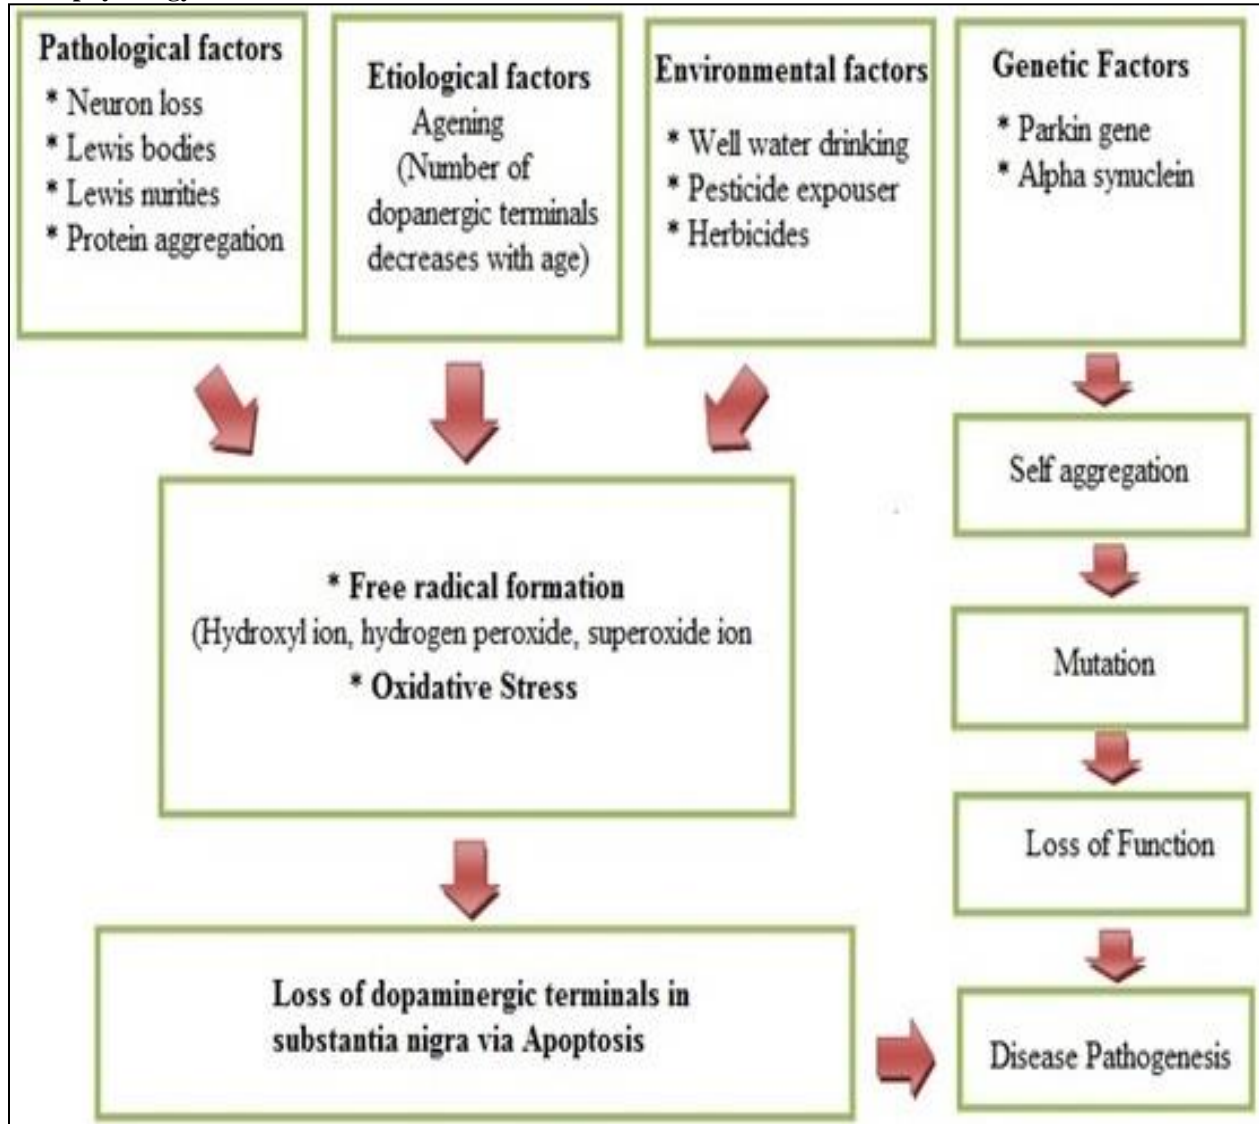 Pathological factors
* Neuron loss
* Lewis bodies
* Lewis nurities
* Protein aggregation
Etiological factors
Agening
(Number of
dopanergic terminals
decreases with age)
Environmental factors
* Well water drinking
* Pesticide expouser
* Herbicides
Genetic Factors
* Parkin gene
* Alpha synuclein
* Free radical formation
(Hydroxyl ion, hydrogen peroxide, superoxide ion
* Oxidative Stress
Loss of dopaminergic terminals in
substantia nigra via Apoptosis
Self aggregation
Mutation
Loss of Function
Disease Pathogenesis